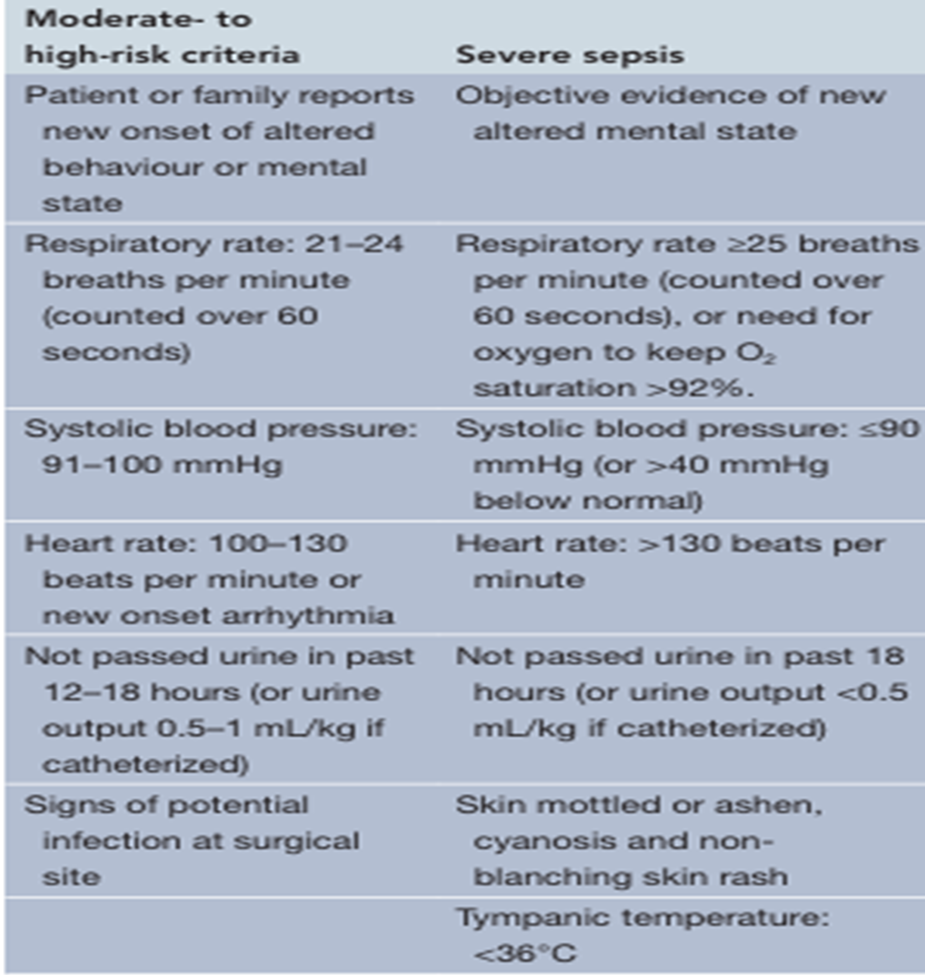 Moderate- to
high-risk criteria
Severe sepsis
Patient or family reports
new onset of altered
behaviour or mental
state
Objective evidence of new
altered mental state
Respiratory rate: 21–24
breaths per minute
(counted over 60
seconds)
Respiratory rate ≥25 breaths
per minute (counted over
60 seconds), or need for
oxygen to keep O₂
saturation >92%.
Systolic blood pressure:
91–100 mmHg
Systolic blood pressure: ≤90
mmHg (or >40 mmHg
below normal)
Heart rate: 100–130
beats per minute or
new onset arrhythmia
Heart rate: >130 beats per
minute
Not passed urine in past
12–18 hours (or urine
output 0.5–1 mL/kg if
catheterized)
Not passed urine in past 18
hours (or urine output <0.5
mL/kg if catheterized)
Signs of potential
infection at surgical
site
Skin mottled or ashen,
cyanosis and non-
blanching skin rash
Tympanic temperature:
<36°C